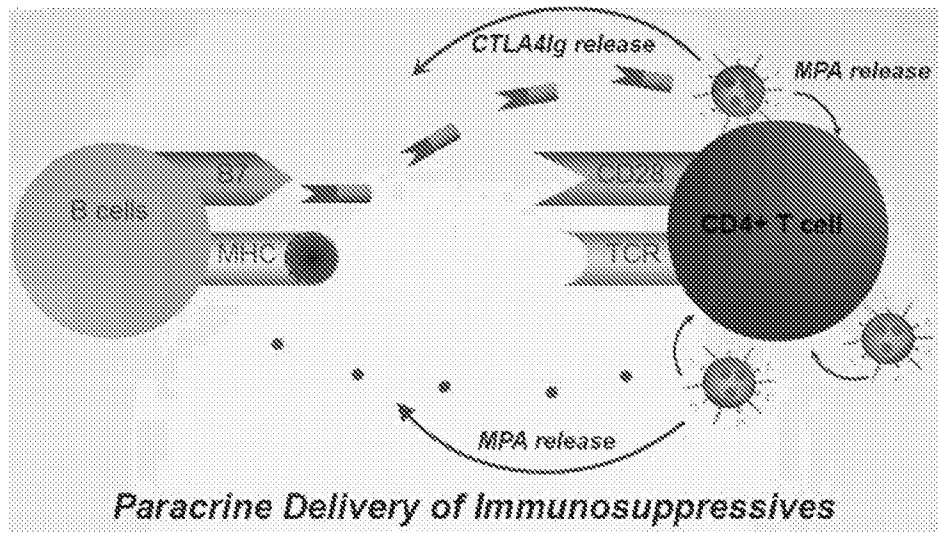 CTLA4Ig release
MPA release
B7
CD28
B cells
CD4+ T cell
MHC
TCR
MPA release
Paracrine Delivery of Immunosuppressives